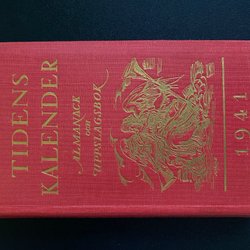 TIDENS
KALENDER
ALMANACK
OCH
UPPSLAGSBOK
1941